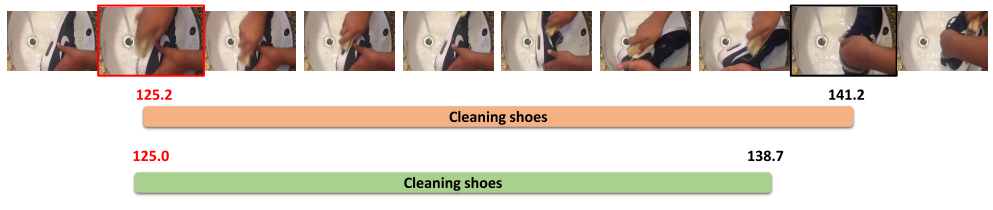 125.2 141.2
Cleaning shoes
125.0 138.7
Cleaning shoes